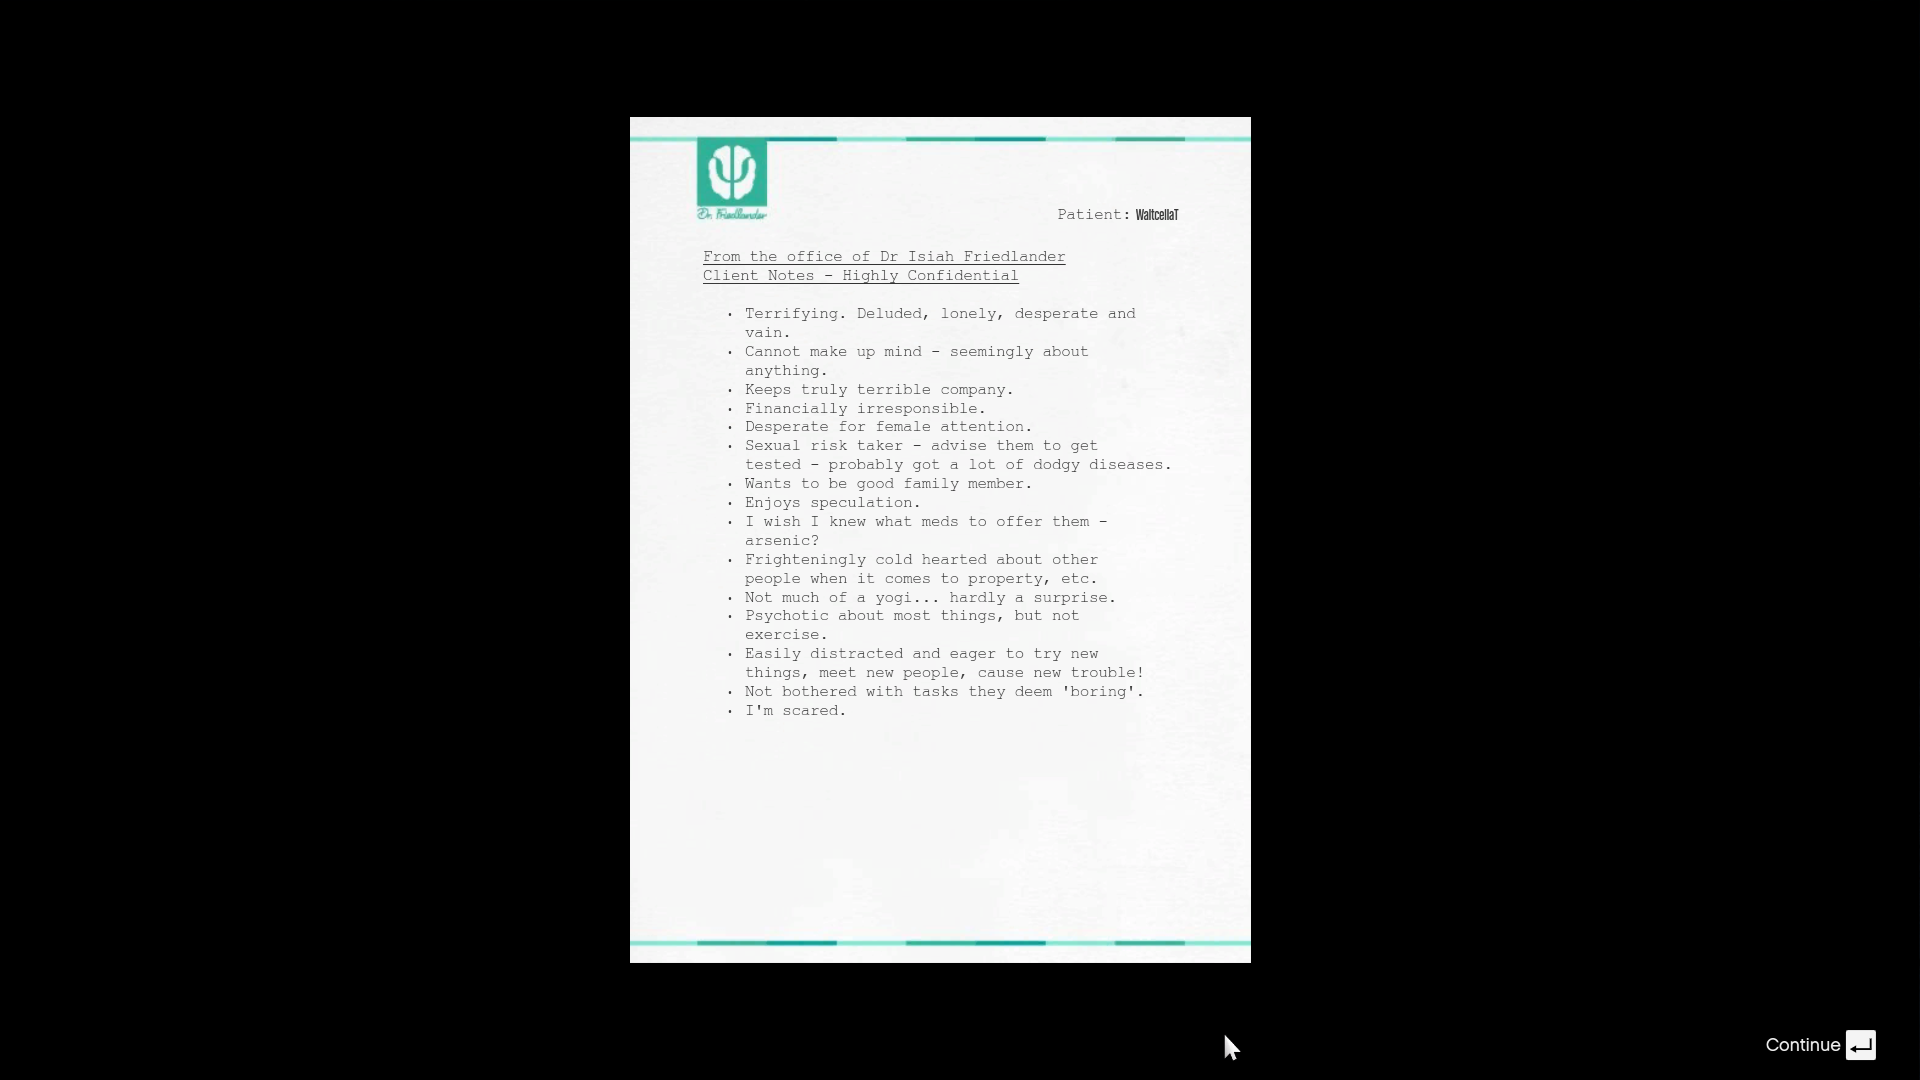 Dr. Friedlander
Patient: WaltcellaT
From the office of Dr Isiah Friedlander
Client Notes - Highly Confidential
· Terrifying. Deluded, lonely, desperate and
vain.
· Cannot make up mind - seemingly about
anything.
· Keeps truly terrible company.
· Financially irresponsible.
· Desperate for female attention.
· Sexual risk taker - advise them to get
tested - probably got a lot of dodgy diseases.
· Wants to be good family member.
· Enjoys speculation.
· I wish I knew what meds to offer them -
arsenic?
· Frighteningly cold hearted about other
people when it comes to property, etc.
· Not much of a yogi... hardly a surprise.
· Psychotic about most things, but not
exercise.
· Easily distracted and eager to try new
things, meet new people, cause new trouble!
· Not bothered with tasks they deem 'boring'.
· I'm scared.
Continue